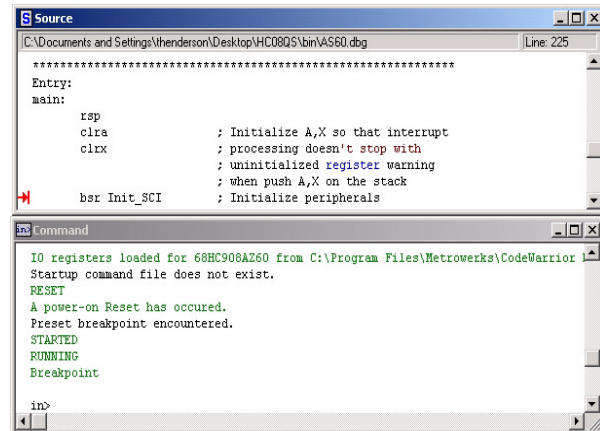 Source
C:\Documents and Settings\thenderson\Desktop\HC08QS\bin\AS60.dbg Line: 225
**************************************************************
Entry:
main:
rsp
clra ; Initialize A,X so that interrupt
clrx ; processing doesn't stop with
; uninitialized register warning
; when push A,X on the stack
bsr Init_SCI ; Initialize peripherals
Command
IO registers loaded for 68HC908AZ60 from C:\Program Files\Metrowerks\CodeWarrior
Startup command file does not exist.
RESET
A power-on Reset has occured.
Preset breakpoint encountered.
STARTED
RUNNING
Breakpoint
in>